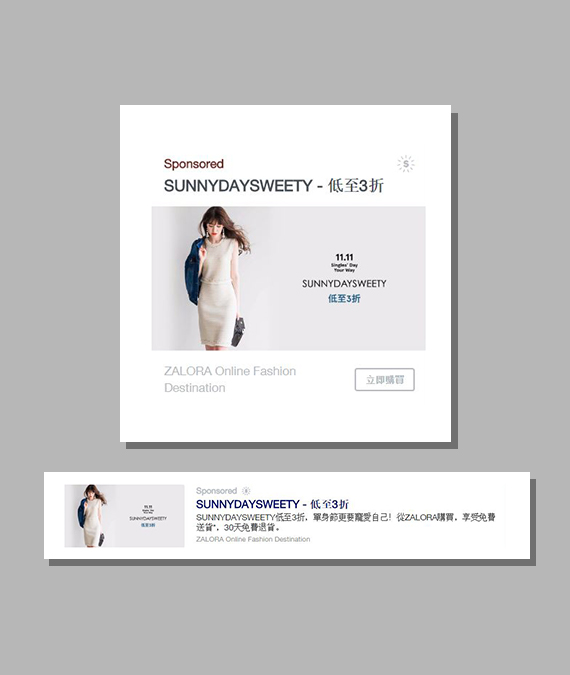 Sponsored
SUNNYDAYSWEETY - 低至3折
11.11
Singles' Day
Your Way
SUNNYDAYSWEETY
低至3折
ZALORA Online Fashion
Destination
立即購買
11.11
Singles' Day
Your Way
SUNNYDAYSWEETY
低至3折
Sponsored
SUNNYDAYSWEETY - 低至3折
SUNNYDAYSWEETY低至3折，單身節更要寵愛自己！從ZALORA購買，享受免費
送貨*，30天免費退貨。
ZALORA Online Fashion Destination